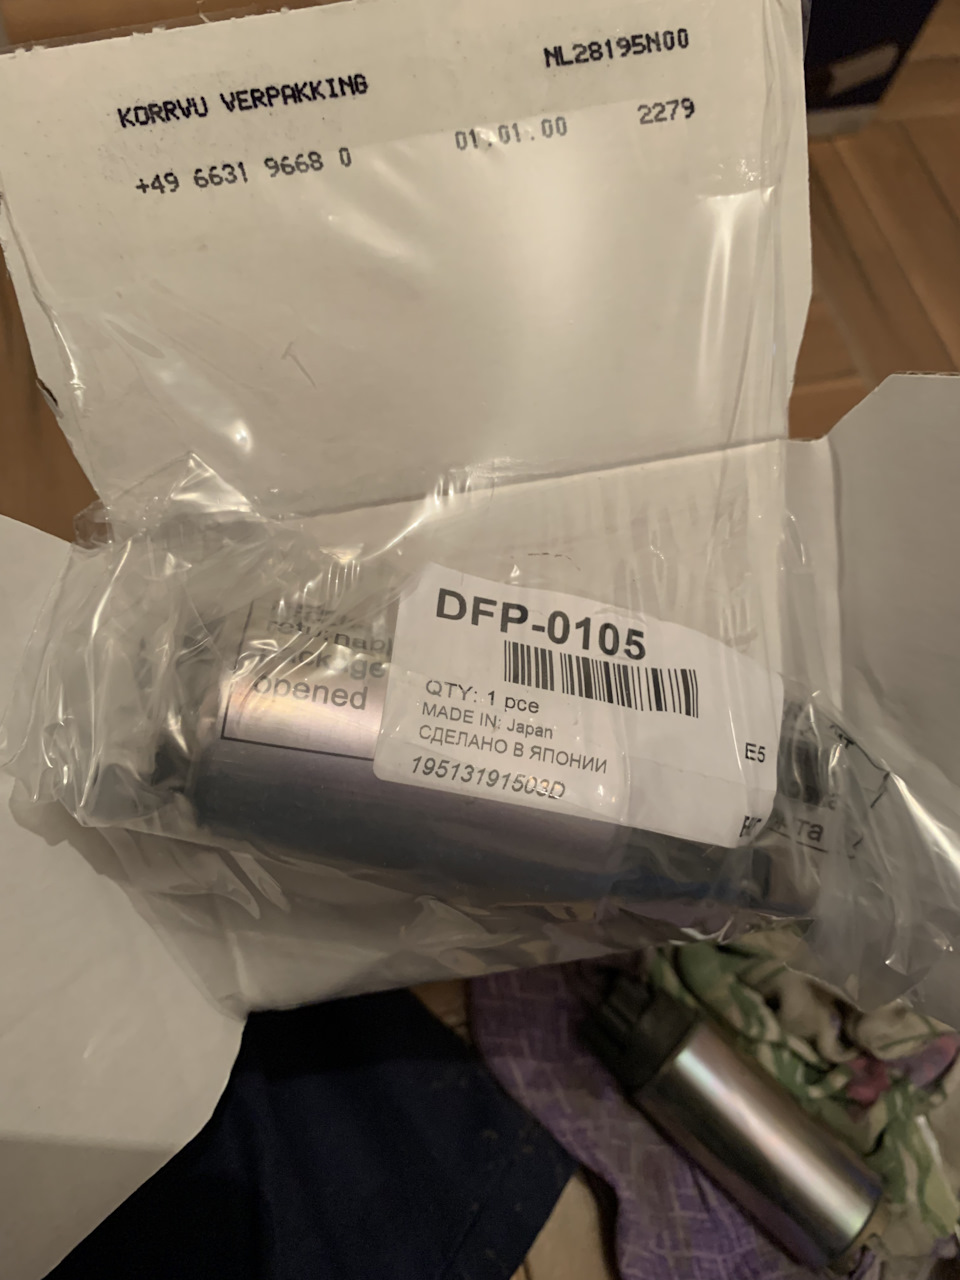 KORRVU VERPAKKING
NL28195N00
+49 6631 9668 0
01.01.00
2279
DFP-0105
QTY: 1 pce
MADE IN: Japan
СДЕЛАНО В ЯПОНИИ
19513191503D
E5
opened